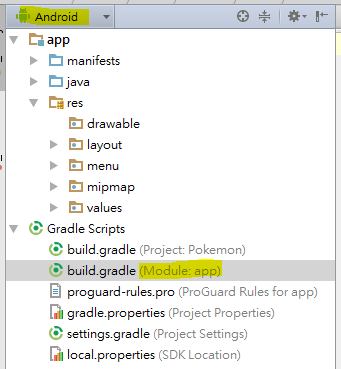 Android
app
manifests
java
res
drawable
layout
menu
mipmap
values
Gradle Scripts
build.gradle (Project: Pokemon)
build.gradle (Module: app)
proguard-rules.pro (ProGuard Rules for app)
gradle.properties (Project Properties)
settings.gradle (Project Settings)
local.properties (SDK Location)